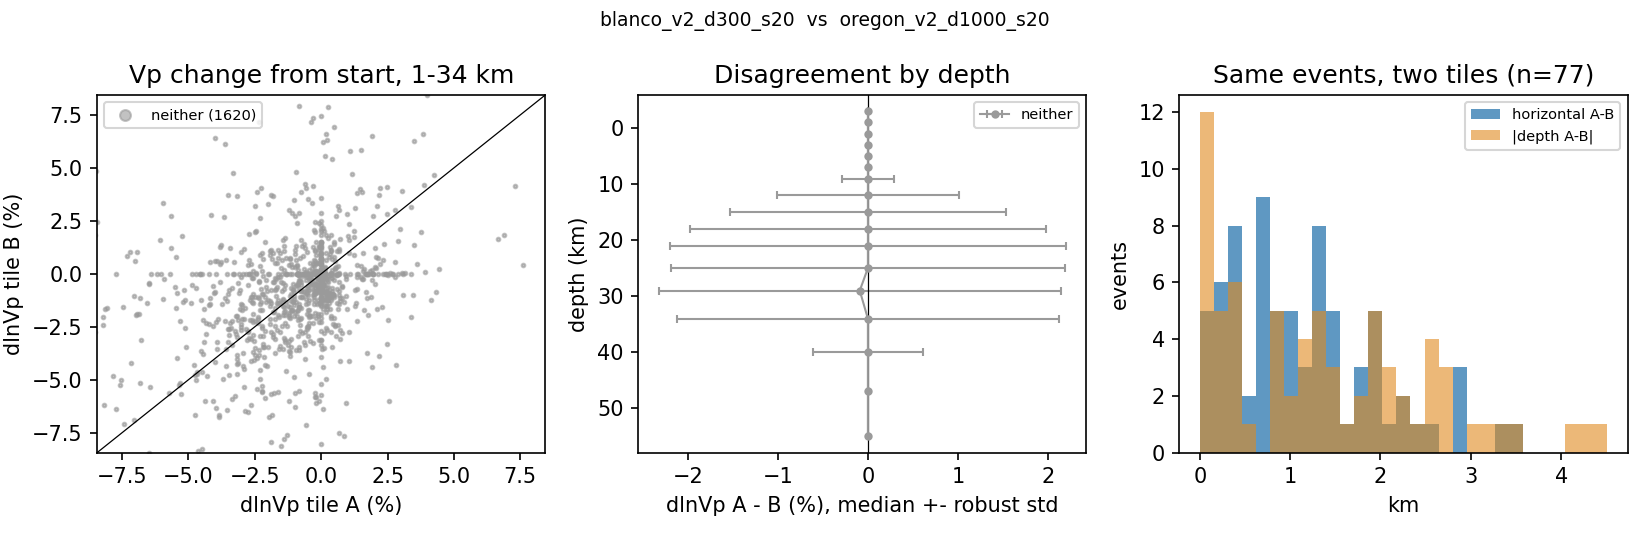 blanco_v2_d300_s20  vs  oregon_v2_d1000_s20
Vp change from start, 1-34 km
neither (1620)
7.5
5.0
2.5
0.0
−2.5
−5.0
−7.5
dlnVp tile B (%)
−7.5 −5.0 −2.5 0.0 2.5 5.0 7.5
dlnVp tile A (%)
Disagreement by depth
neither
0
10
20
30
40
50
depth (km)
−2 −1 0 1 2
dlnVp A - B (%), median +- robust std
Same events, two tiles (n=77)
horizontal A-B
|depth A-B|
12
10
8
6
4
2
0
events
0 1 2 3 4
km